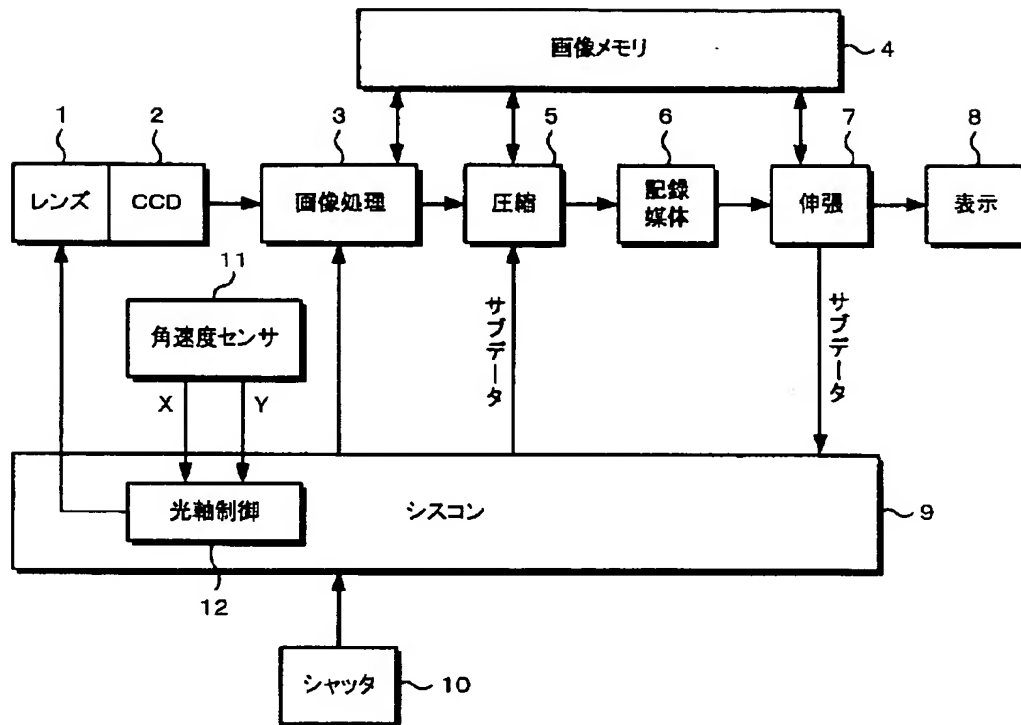 画像メモリ
4
1
2
3
5
6
7
8
レンズ
CCD
画像処理
圧縮
記録
媒体
伸張
表示
11
角速度センサ
サブデータ
サブデータ
X
Y
光軸制御
シスコン
9
12
シャッタ
10